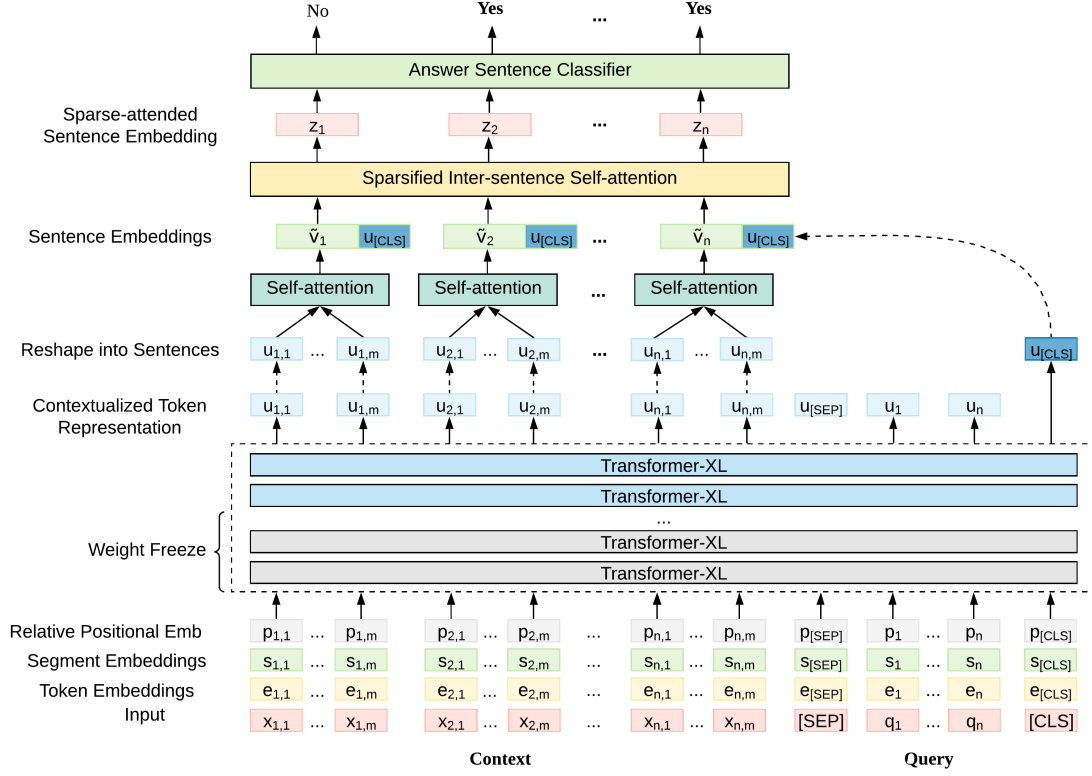 No Yes ... Yes
Answer Sentence Classifier
Sparse-attended
Sentence Embedding
z1 z2 ... zn
Sparsified Inter-sentence Self-attention
Sentence Embeddings ṽ1 u[CLS] ṽ2 u[CLS] ... ṽn u[CLS]
Self-attention Self-attention ... Self-attention
Reshape into Sentences u1,1 ... u1,m u2,1 ... u2,m ... un,1 ... un,m u[CLS]
Contextualized Token
Representation
u1,1 u1,m u2,1 u2,m un,1 un,m u[SEP] u1 un
Transformer-XL
Transformer-XL
...
Weight Freeze
Transformer-XL
Transformer-XL
Relative Positional Emb p1,1 ... p1,m p2,1 ... p2,m ... pn,1 ... pn,m p[SEP] p1 ... pn p[CLS]
Segment Embeddings s1,1 ... s1,m s2,1 ... s2,m ... sn,1 ... sn,m s[SEP] s1 ... sn s[CLS]
Token Embeddings e1,1 ... e1,m e2,1 ... e2,m ... en,1 ... en,m e[SEP] e1 ... en e[CLS]
Input x1,1 ... x1,m x2,1 ... x2,m ... xn,1 ... xn,m [SEP] q1 ... qn [CLS]
Context Query